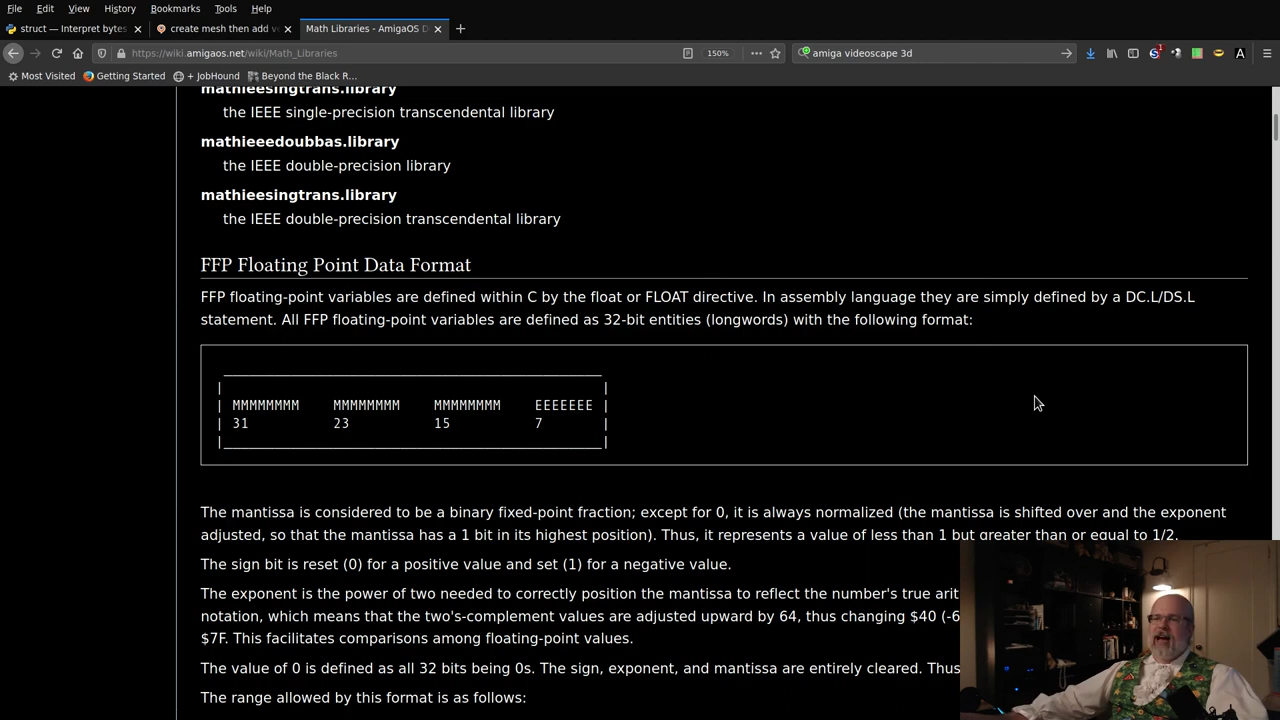 File Edit View History Bookmarks Tools Help
struct — Interpret bytes × create mesh then add ve × Math Libraries - AmigaOS D × +
https://wiki.amigaos.net/wiki/Math_Libraries 150% amiga videoscape 3d
Most Visited Getting Started + JobHound Beyond the Black R...
mathieesingtrans.library
the IEEE single-precision transcendental library
mathieeedoubbas.library
the IEEE double-precision library
mathieesingtrans.library
the IEEE double-precision transcendental library
FFP Floating Point Data Format
FFP floating-point variables are defined within C by the float or FLOAT directive. In assembly language they are simply defined by a DC.L/DS.L
statement. All FFP floating-point variables are defined as 32-bit entities (longwords) with the following format:
MMMMMMMM MMMMMMMM MMMMMMMM EEEEEEE
31 23 15 7
The mantissa is considered to be a binary fixed-point fraction; except for 0, it is always normalized (the mantissa is shifted over and the exponent
adjusted, so that the mantissa has a 1 bit in its highest position). Thus, it represents a value of less than 1 but greater than or equal to 1/2.
The sign bit is reset (0) for a positive value and set (1) for a negative value.
The exponent is the power of two needed to correctly position the mantissa to reflect the number's true arit
notation, which means that the two's-complement values are adjusted upward by 64, thus changing $40 (-6
$7F. This facilitates comparisons among floating-point values.
The value of 0 is defined as all 32 bits being 0s. The sign, exponent, and mantissa are entirely cleared. Thus
The range allowed by this format is as follows: